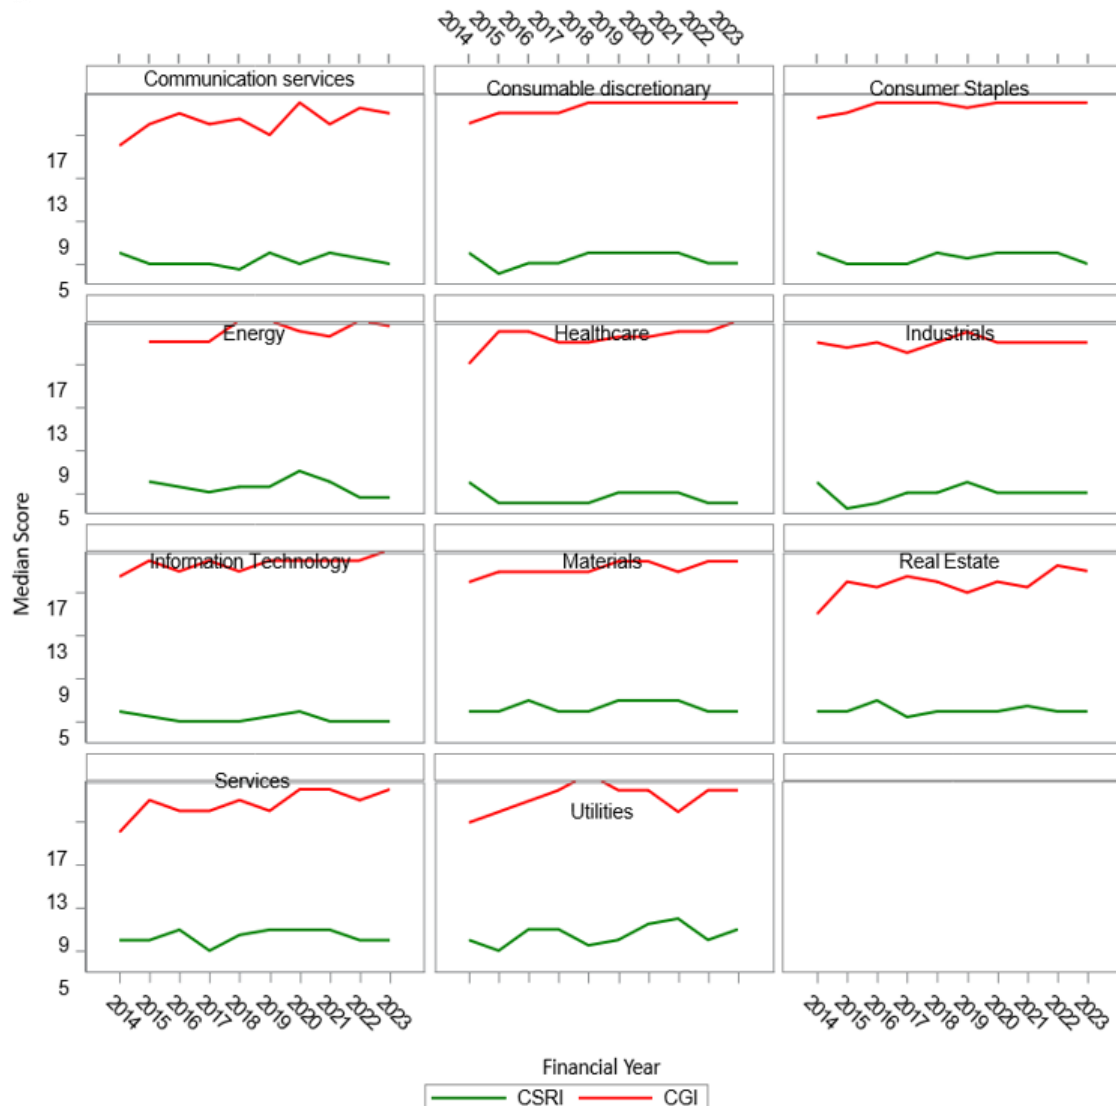 2014 2015 2016 2017 2018 2019 2020 2021 2022 2023
Communication services
Consumable discretionary
Consumer Staples
17
13
9
5
Energy
Healthcare
Industrials
17
13
9
5
Median Score
Information Technology
Materials
Real Estate
17
13
9
5
Services
Utilities
17
13
9
5
2014 2015 2016 2017 2018 2019 2020 2021 2022 2023
2014 2015 2016 2017 2018 2019 2020 2021 2022 2023
Financial Year
CSRI CGI